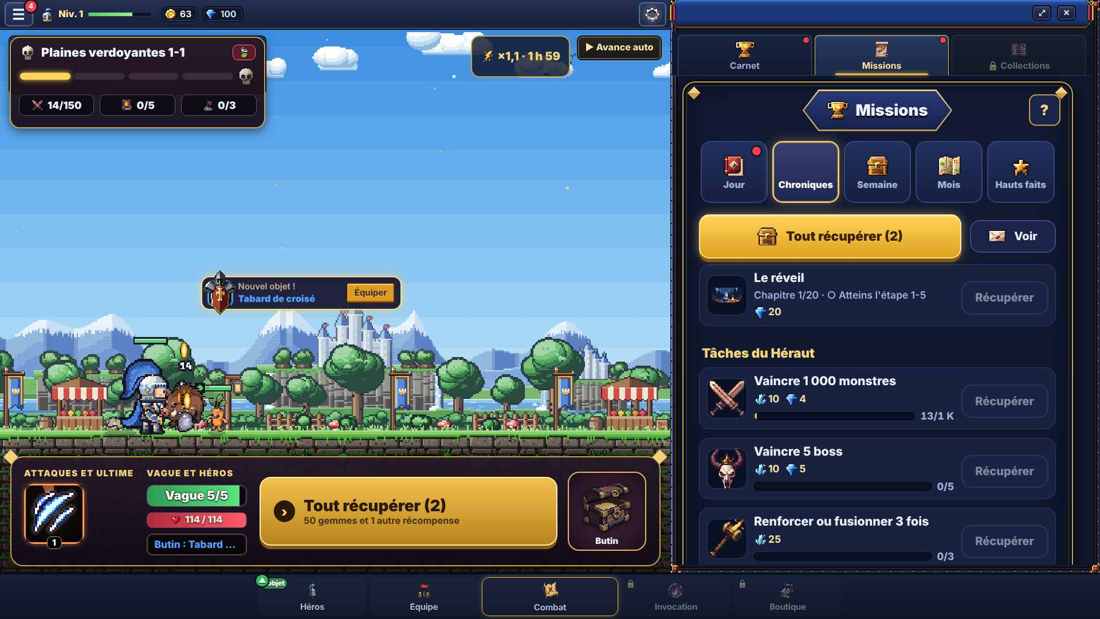 4
Niv. 1
63
100
Plaines verdoyantes 1-1
14/150
0/5
0/3
×1,1 · 1 h 59
Avance auto
Nouvel objet !
Tabard de croisé
Équiper
14
ATTAQUES ET ULTIME
1
VAGUE ET HÉROS
Vague 5/5
114 / 114
Butin : Tabard ...
Tout récupérer (2)
50 gemmes et 1 autre récompense
Butin
objet
Héros
Équipe
Combat
Invocation
Boutique
Carnet
Missions
Collections
Missions
?
Jour
Chroniques
Semaine
Mois
Hauts faits
Tout récupérer (2)
Voir
Le réveil
Chapitre 1/20 · O Atteins l'étape 1-5
20
Récupérer
Tâches du Héraut
Vaincre 1 000 monstres
10 4
13/1 K
Récupérer
Vaincre 5 boss
10 5
0/5
Récupérer
Renforcer ou fusionner 3 fois
25
0/3
Récupérer